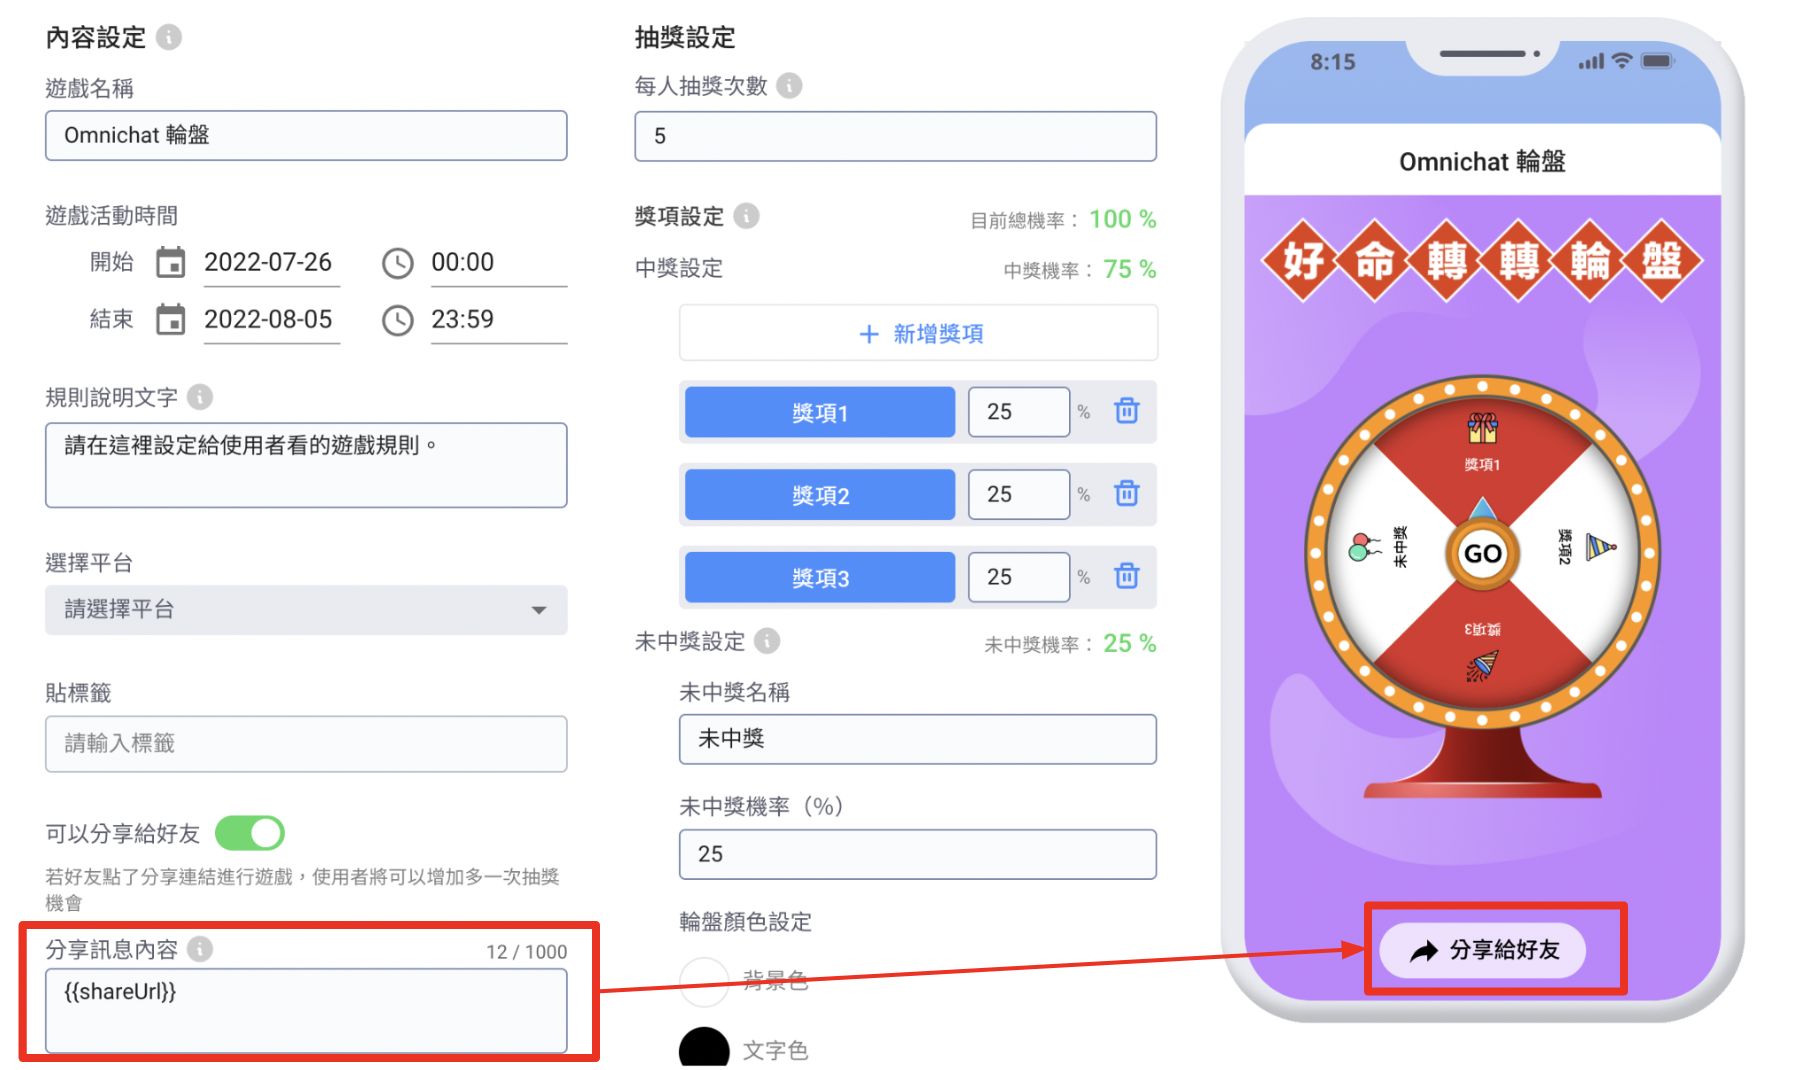 內容設定
遊戲名稱
Omnichat 輪盤
遊戲活動時間
開始 2022-07-26 00:00
結束 2022-08-05 23:59
規則說明文字
請在這裡設定給使用者看的遊戲規則。
選擇平台
請選擇平台
貼標籤
請輸入標籤
可以分享給好友
若好友點了分享連結進行遊戲，使用者將可以增加多一次抽獎
機會
分享訊息內容 12 / 1000
{{shareUrl}}
抽獎設定
每人抽獎次數
5
獎項設定 目前總機率： 100 %
中獎設定 中獎機率： 75 %
+ 新增獎項
獎項1 25 %
獎項2 25 %
獎項3 25 %
未中獎設定 未中獎機率： 25 %
未中獎名稱
未中獎
未中獎機率（%）
25
輪盤顏色設定
背景色
文字色
8:15
Omnichat 輪盤
好命轉轉輪盤
獎項1
未中獎
GO
獎項2
獎項3
分享給好友